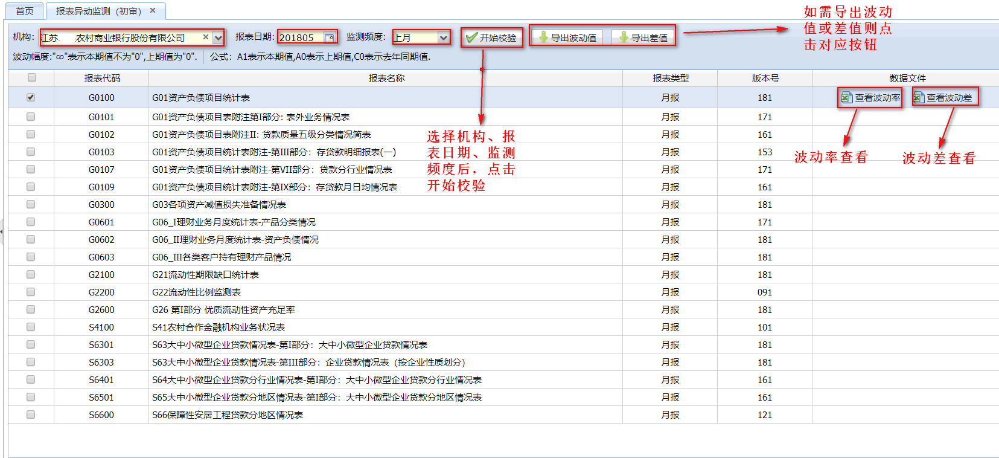 首页 报表异动监测（初审） ×
如需导出波动
值或差值则点
击对应按钮
机构： 江苏. 农村商业银行股份有限公司 × 报表日期: 201805 监测频度: 上月 开始校验 导出波动值 导出差值
波动幅度:"∞"表示本期值不为"0",上期值为"0". 公式：A1表示本期值,A0表示上期值,C0表示去年同期值.
报表代码 报表名称 报表类型 版本号 数据文件
G0100 G01资产负债项目统计表 月报 181 查看波动率 查看波动差
G0101 G01资产负债项目表附注第I部分: 表外业务情况表 月报 171
G0102 G01资产负债项目表附注II: 贷款质量五级分类情况简表 月报 161
G0103 G01资产负债项目统计表附注-第III部分：存贷款明细报表(一) 月报 153
G0107 G01资产负债项目统计表附注-第VII部分：贷款分行业情况表 月报 171
G0109 G01资产负债项目统计表附注-第IX部分：存贷款月日均情况表 月报 161
选择机构、报
表日期、监测
频度后，点击
开始校验
波动率查看
波动差查看
G0300 G03各项资产减值损失准备情况表 月报 181
G0601 G06_I理财业务月度统计表-产品分类情况 月报 171
G0602 G06_II理财业务月度统计表-资产负债情况 月报 181
G0603 G06_III各类客户持有理财产品情况 月报 181
G2100 G21流动性期限缺口统计表 月报 181
G2200 G22流动性比例监测表 月报 091
G2600 G26 第I部分 优质流动性资产充足率 月报 181
S4100 S41农村合作金融机构业务状况表 月报 101
S6301 S63大中小微型企业贷款情况表-第I部分：大中小微型企业贷款情况表 月报 181
S6303 S63大中小微型企业贷款情况表-第III部分：企业贷款情况表（按企业性质划分） 月报 181
S6401 S64大中小微型企业贷款分行业情况表-第I部分：大中小微型企业贷款分行业情况表 月报 161
S6501 S65大中小微型企业贷款分地区情况表-第I部分：大中小微型企业贷款分地区情况表 月报 161
S6600 S66保障性安居工程贷款分地区情况表 月报 121